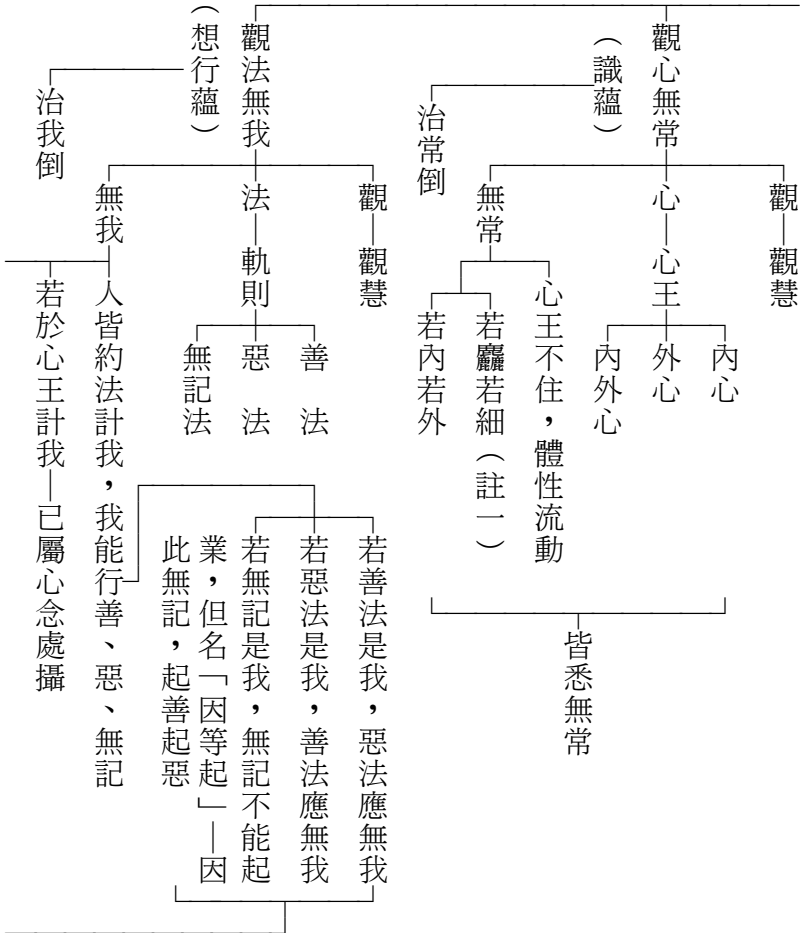 觀心無常
(識蘊)
治常倒
觀—觀慧
心—心王
內心
外心
內外心
無常
心王不住,體性流動
若麤若細(註一)
若內若外
皆悉無常
觀法無我
(想行蘊)
治我倒
觀—觀慧
法—軌則
善 法
惡 法
無記法
無我
人皆約法計我,我能行善、惡、無記
若善法是我,惡法應無我
若惡法是我,善法應無我
若無記是我,無記不能起
業,但名「因等起」—因
此無記,起善起惡
若於心王計我—已屬心念處攝